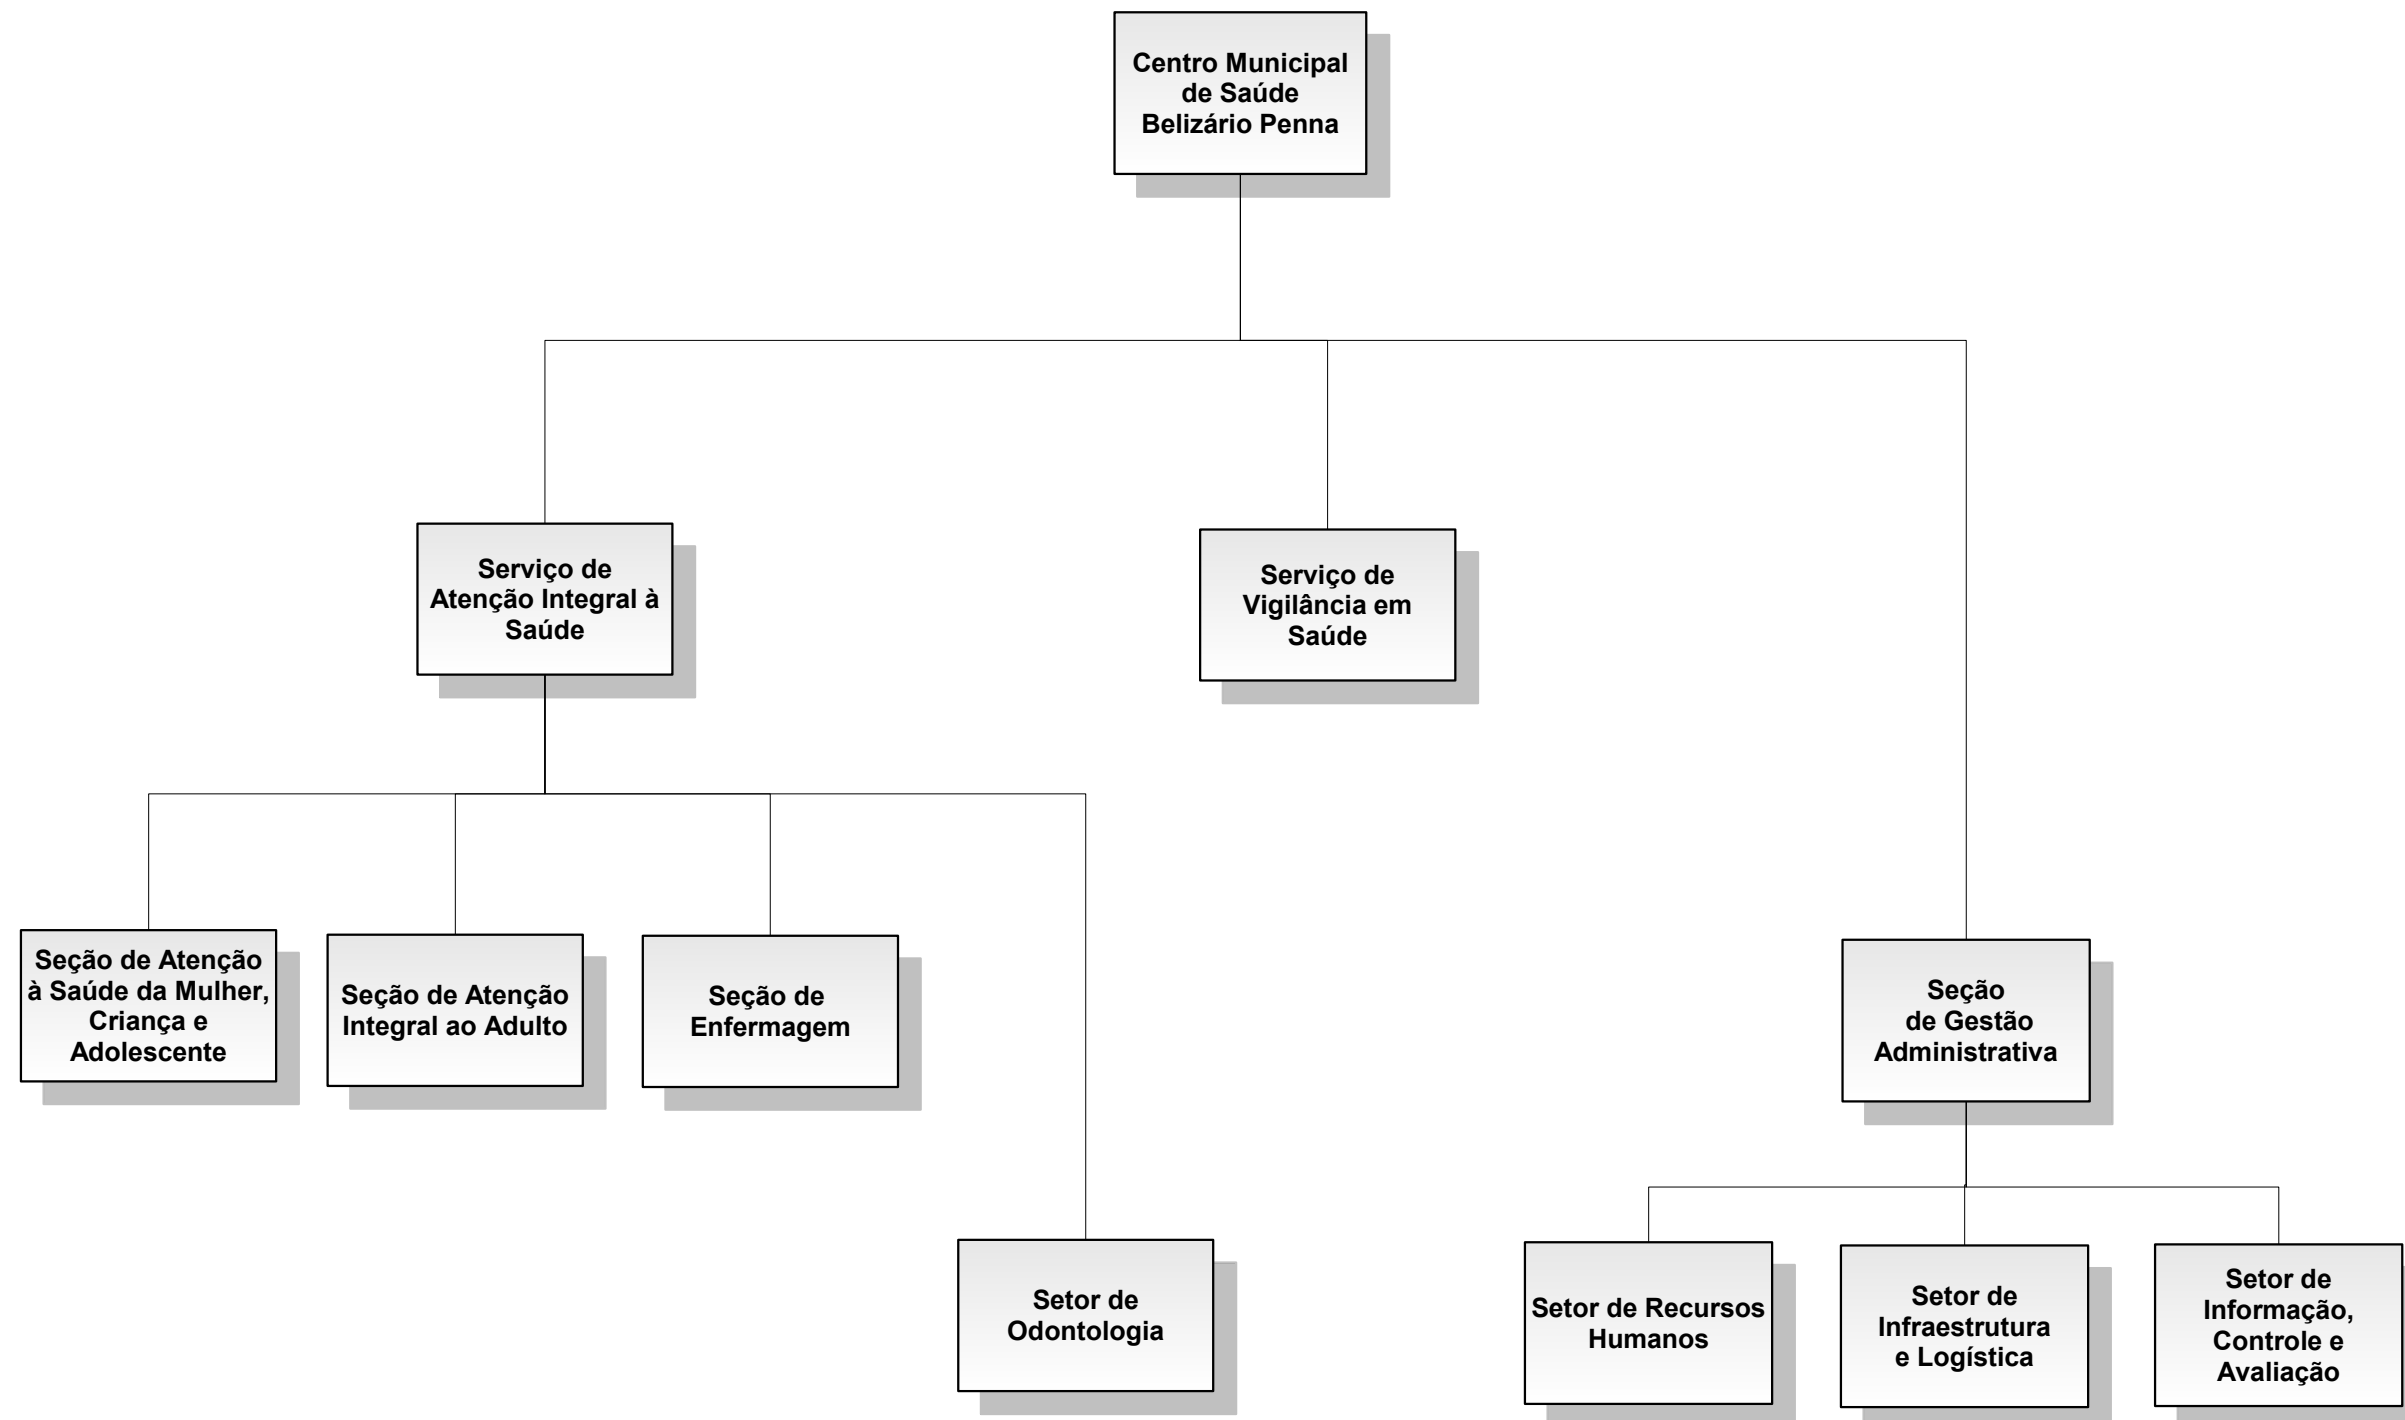 Centro Municipal
de Saúde
Belizário Penna
Serviço de
Atenção Integral à
Saúde
Serviço de
Vigilância em
Saúde
Seção de Atenção
à Saúde da Mulher,
Criança e
Adolescente
Seção de Atenção
Integral ao Adulto
Seção de
Enfermagem
Seção
de Gestão
Administrativa
Setor de
Odontologia
Setor de Recursos
Humanos
Setor de
Infraestrutura
e Logística
Setor de
Informação,
Controle e
Avaliação